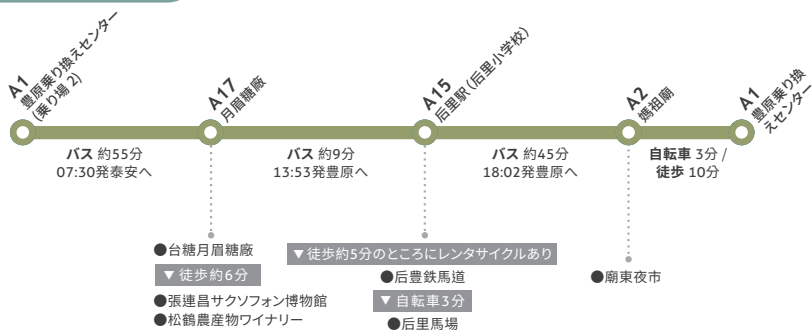 A1
豊原乗り換えセンター
(乗り場 2)
A17
月眉糖廠
A15
后里駅(后里小学校)
A2
媽祖廟
A1
豊原乗り換
えセンター
バス 約55分
07:30発泰安へ
バス 約9分
13:53発豊原へ
バス 約45分
18:02発豊原へ
自転車 3分 /
徒歩 10分
●台糖月眉糖廠
▼徒歩約6分
●張連昌サクソフォン博物館
●松鶴農産物ワイナリー
▼徒歩約5分のところにレンタサイクルあり
●后豊鉄馬道
▼自転車3分
●后里馬場
●廟東夜市